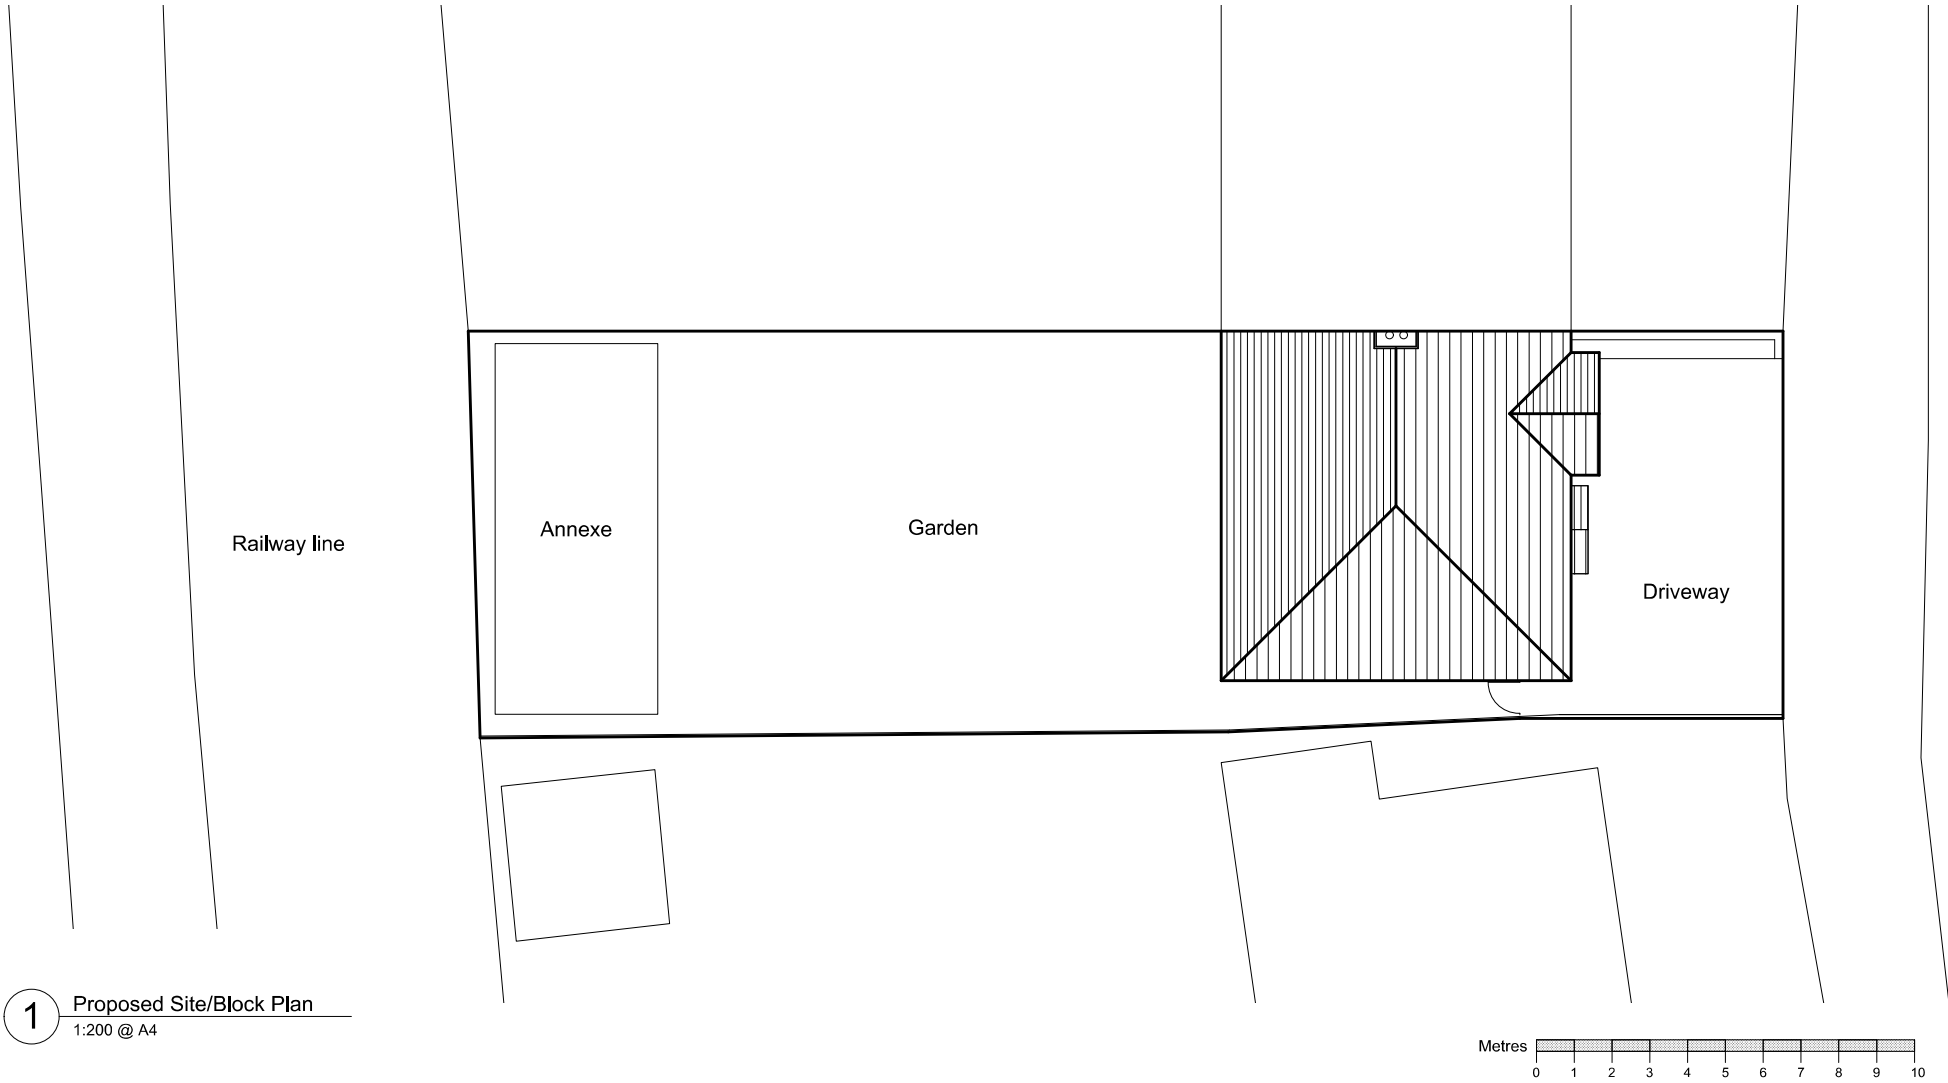 Railway line
Annexe
Garden
Driveway
1
Proposed Site/Block Plan
1:200 @ A4
Metres
0 1 2 3 4 5 6 7 8 9 10